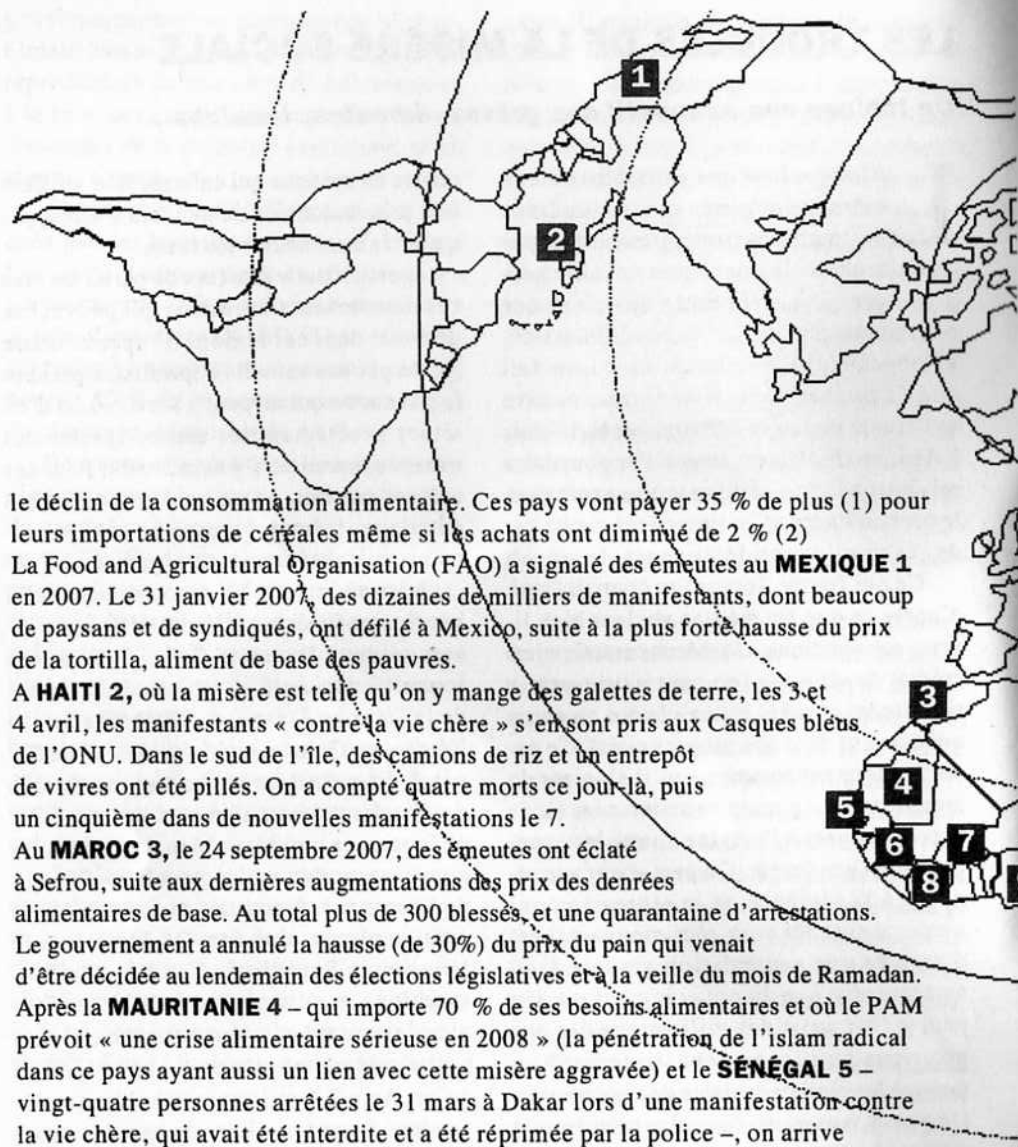 1
2
le déclin de la consommation alimentaire. Ces pays vont payer 35 % de plus (1) pour
leurs importations de céréales même si les achats ont diminué de 2 % (2)
La Food and Agricultural Organisation (FAO) a signalé des émeutes au MEXIQUE 1
en 2007. Le 31 janvier 2007, des dizaines de milliers de manifestants, dont beaucoup
de paysans et de syndiqués, ont défilé à Mexico, suite à la plus forte hausse du prix
de la tortilla, aliment de base des pauvres.
A HAITI 2, où la misère est telle qu'on y mange des galettes de terre, les 3 et
4 avril, les manifestants « contre la vie chère » s'en sont pris aux Casques bleus
de l'ONU. Dans le sud de l'île, des camions de riz et un entrepôt
de vivres ont été pillés. On a compté quatre morts ce jour-là, puis
un cinquième dans de nouvelles manifestations le 7.
Au MAROC 3, le 24 septembre 2007, des émeutes ont éclaté
à Sefrou, suite aux dernières augmentations des prix des denrées
alimentaires de base. Au total plus de 300 blessés, et une quarantaine d'arrestations.
Le gouvernement a annulé la hausse (de 30%) du prix du pain qui venait
d'être décidée au lendemain des élections législatives et à la veille du mois de Ramadan.
Après la MAURITANIE 4 – qui importe 70 % de ses besoins alimentaires et où le PAM
prévoit « une crise alimentaire sérieuse en 2008 » (la pénétration de l'islam radical
dans ce pays ayant aussi un lien avec cette misère aggravée) et le SÉNÉGAL 5 –
vingt-quatre personnes arrêtées le 31 mars à Dakar lors d'une manifestation contre
la vie chère, qui avait été interdite et a été réprimée par la police –, on arrive
3
4
5
6
7
8